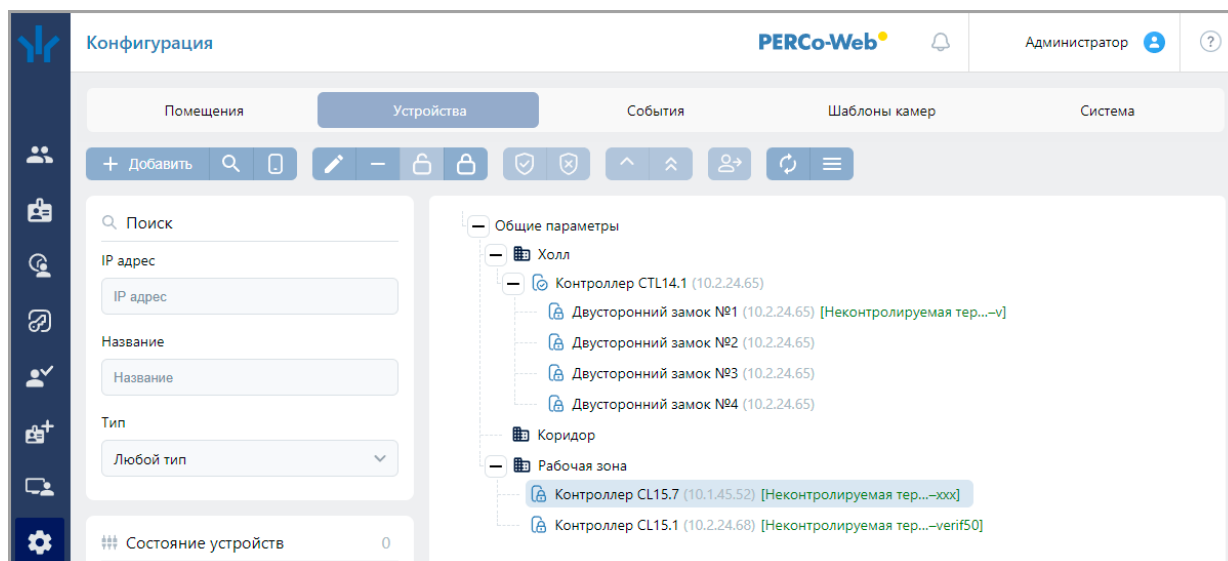 Конфигурация
PERCo-Web
Администратор
?
Помещения Устройства События Шаблоны камер Система
+ Добавить
Поиск
IP адрес
IP адрес
Название
Название
Тип
Любой тип
Состояние устройств 0
Общие параметры
Холл
Контроллер CTL14.1 (10.2.24.65)
Двусторонний замок №1 (10.2.24.65) [Неконтролируемая тер...–v]
Двусторонний замок №2 (10.2.24.65)
Двусторонний замок №3 (10.2.24.65)
Двусторонний замок №4 (10.2.24.65)
Коридор
Рабочая зона
Контроллер CL15.7 (10.1.45.52) [Неконтролируемая тер...–xxx]
Контроллер CL15.1 (10.2.24.68) [Неконтролируемая тер...–verif50]